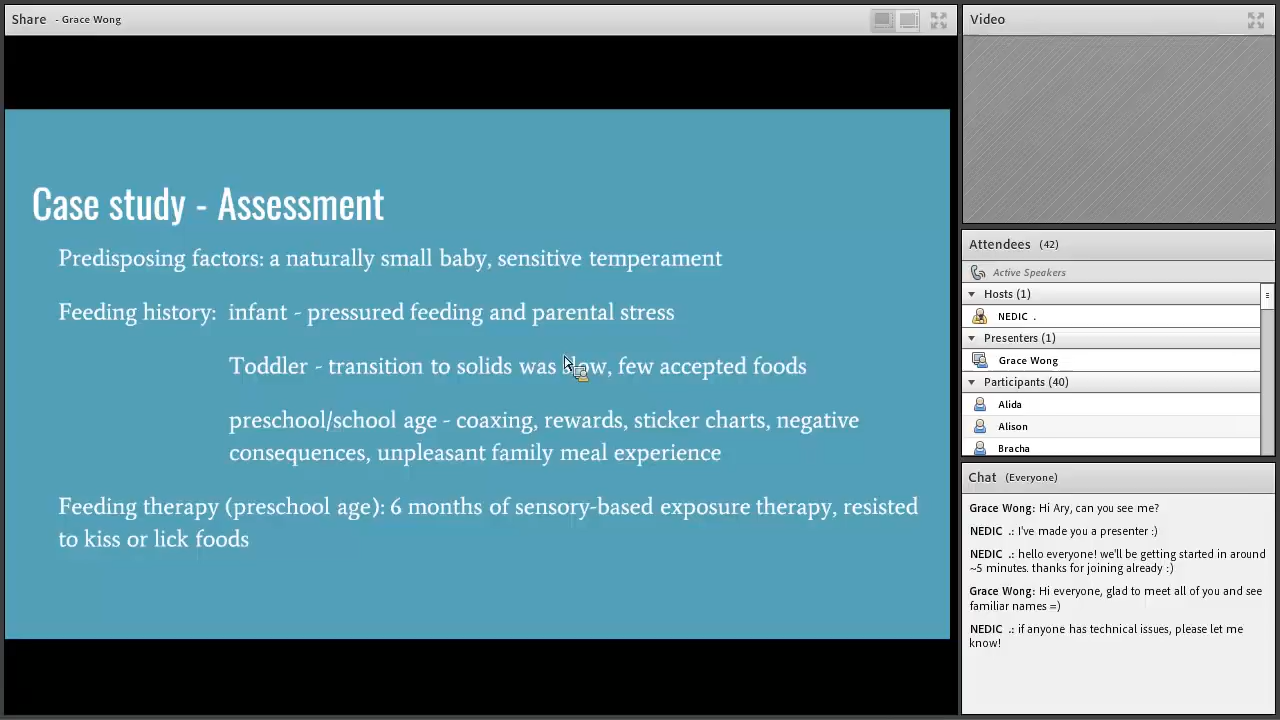 Share - Grace Wong
Case study - Assessment
Predisposing factors: a naturally small baby, sensitive temperament
Feeding history: infant - pressured feeding and parental stress
Toddler - transition to solids was slow, few accepted foods
preschool/school age - coaxing, rewards, sticker charts, negative
consequences, unpleasant family meal experience
Feeding therapy (preschool age): 6 months of sensory-based exposure therapy, resisted
to kiss or lick foods
Video
Attendees (42)
Active Speakers
Hosts (1)
NEDIC .
Presenters (1)
Grace Wong
Participants (40)
Alida
Alison
Bracha
Chat (Everyone)
Grace Wong: Hi Ary, can you see me?
NEDIC .: I've made you a presenter :)
NEDIC .: hello everyone! we'll be getting started in around
~5 minutes. thanks for joining already :)
Grace Wong: Hi everyone, glad to meet all of you and see
familiar names =)
NEDIC .: if anyone has technical issues, please let me
know!